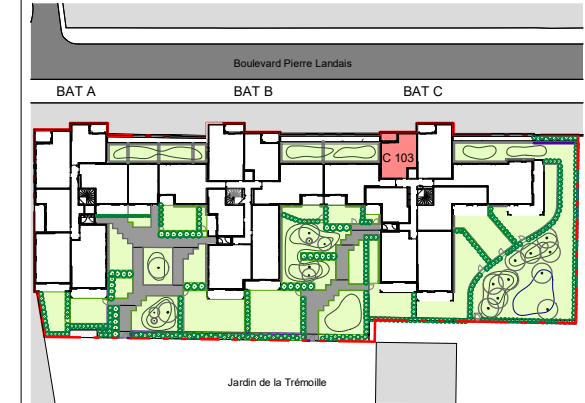 Boulevard Pierre Landais
BAT A
BAT B
BAT C
C 103
Jardin de la Trémoille